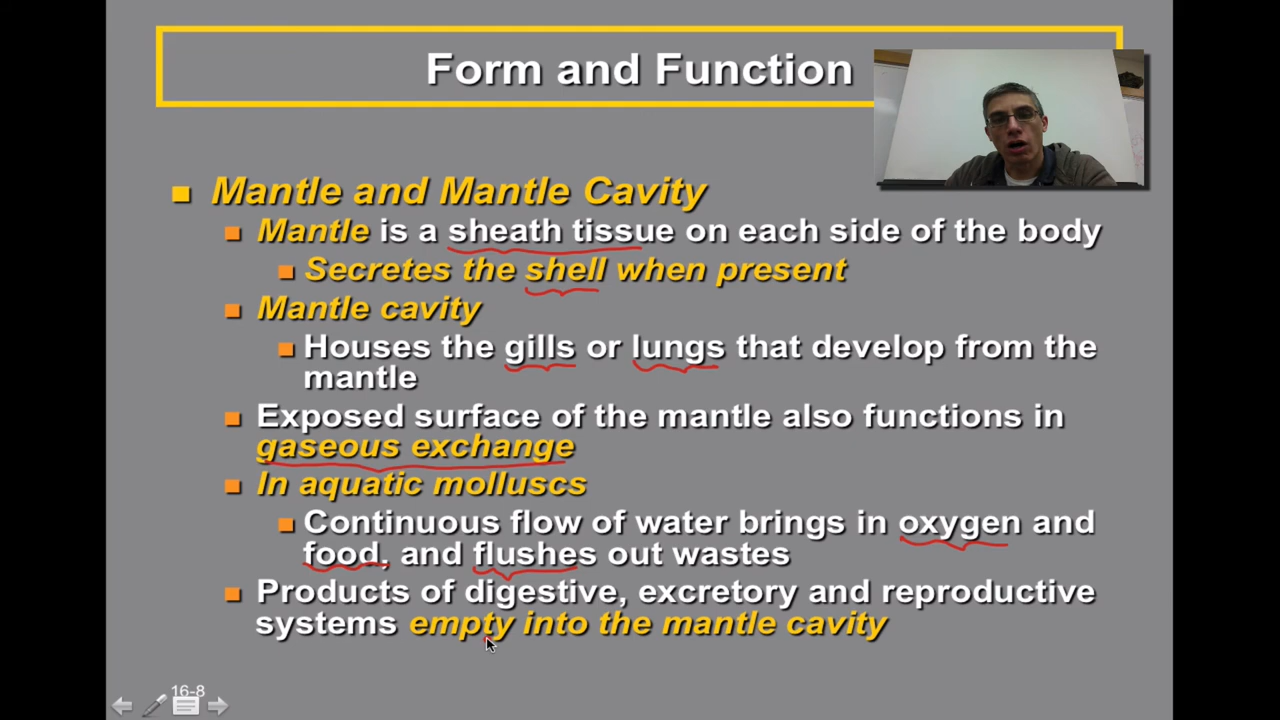 Form and Function
Mantle and Mantle Cavity
Mantle is a sheath tissue on each side of the body
Secretes the shell when present
Mantle cavity
Houses the gills or lungs that develop from the
mantle
Exposed surface of the mantle also functions in
gaseous exchange
In aquatic molluscs
Continuous flow of water brings in oxygen and
food, and flushes out wastes
Products of digestive, excretory and reproductive
systems empty into the mantle cavity
16-8